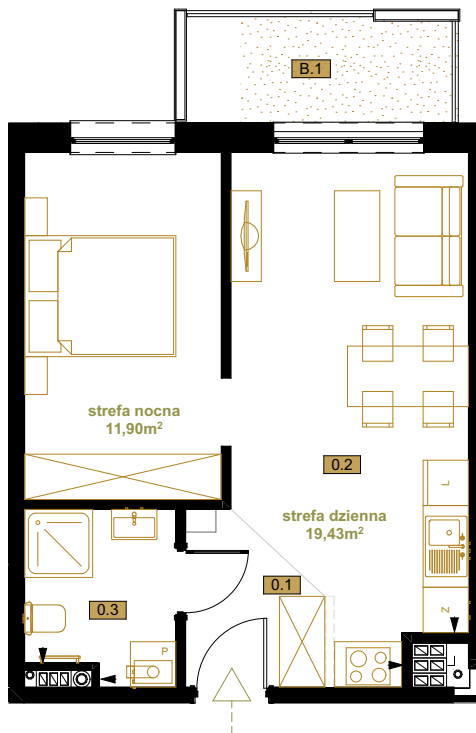 B.1
strefa nocna
11,90m²
0.2
L
strefa dzienna
19,43m²
0.1
0.3
Z
P